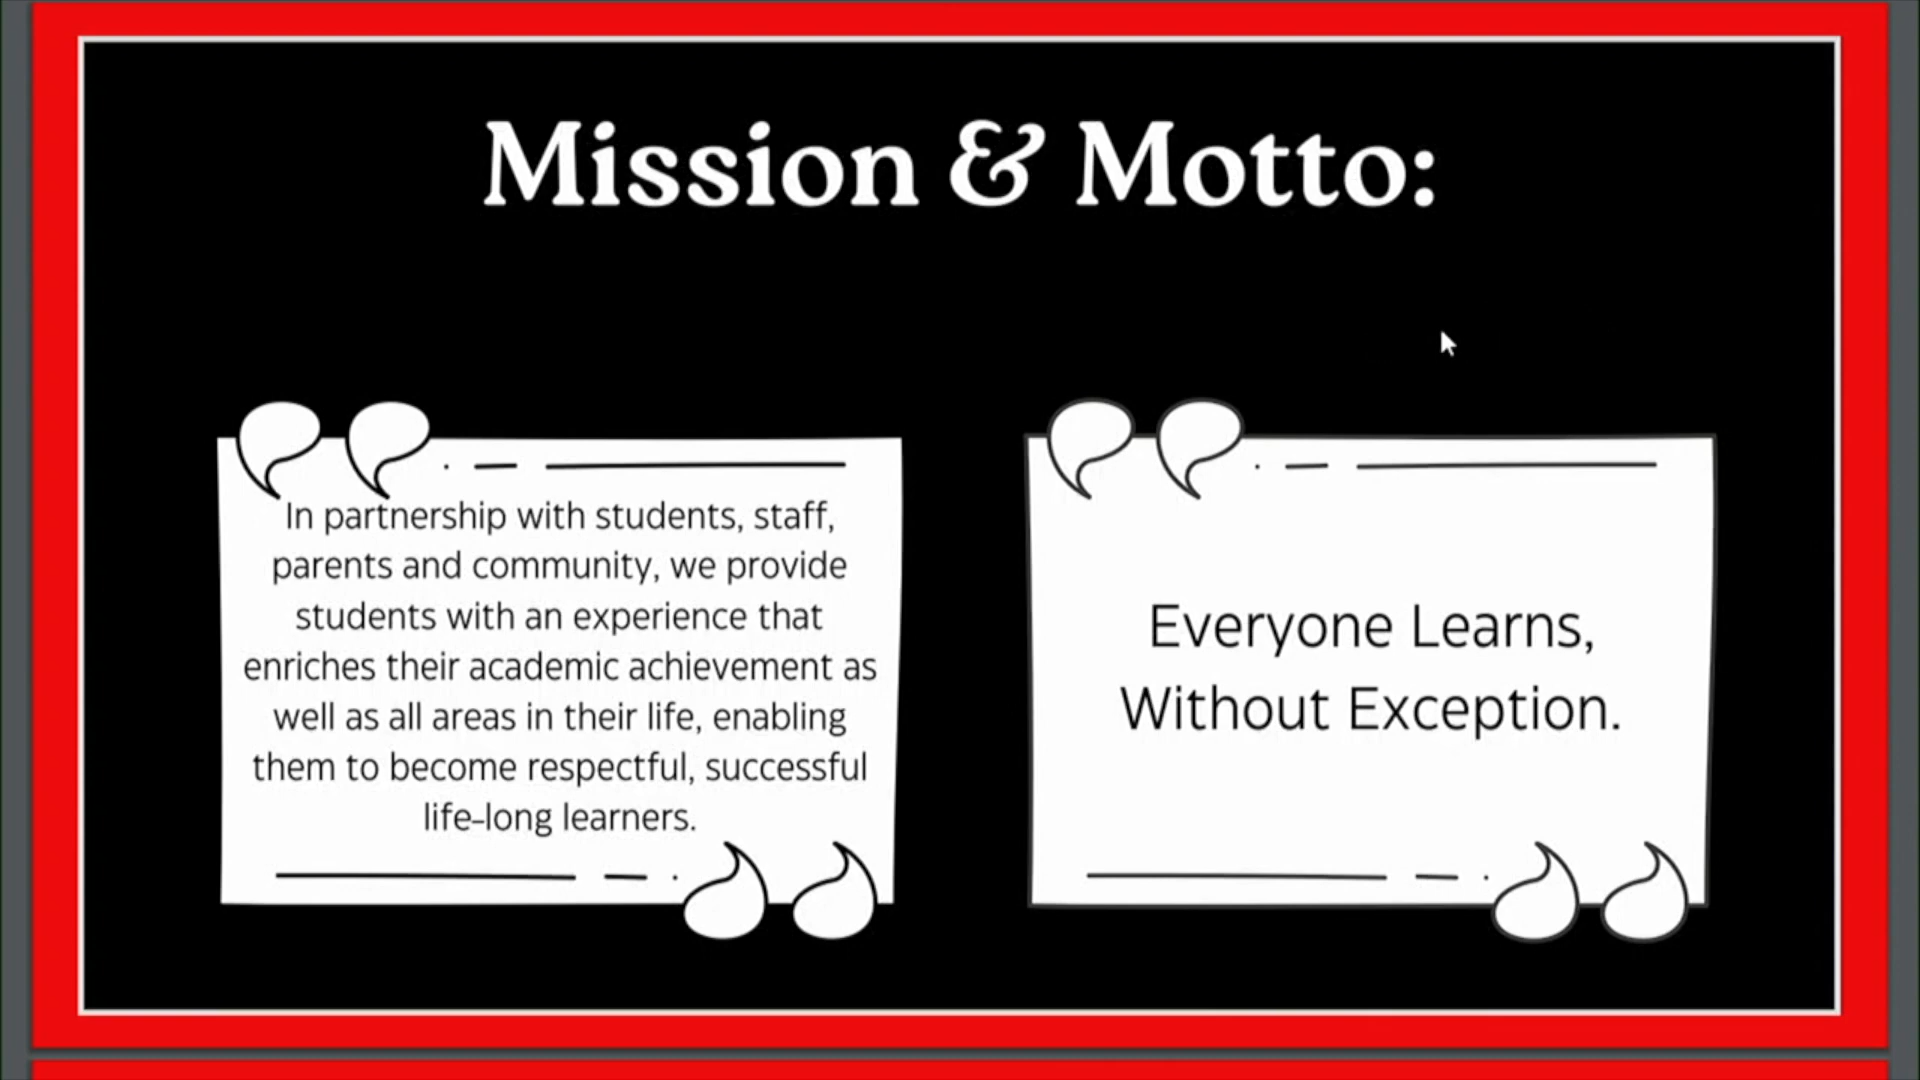 Mission & Motto:
In partnership with students, staff,
parents and community, we provide
students with an experience that
enriches their academic achievement as
well as all areas in their life, enabling
them to become respectful, successful
life-long learners.
Everyone Learns,
Without Exception.